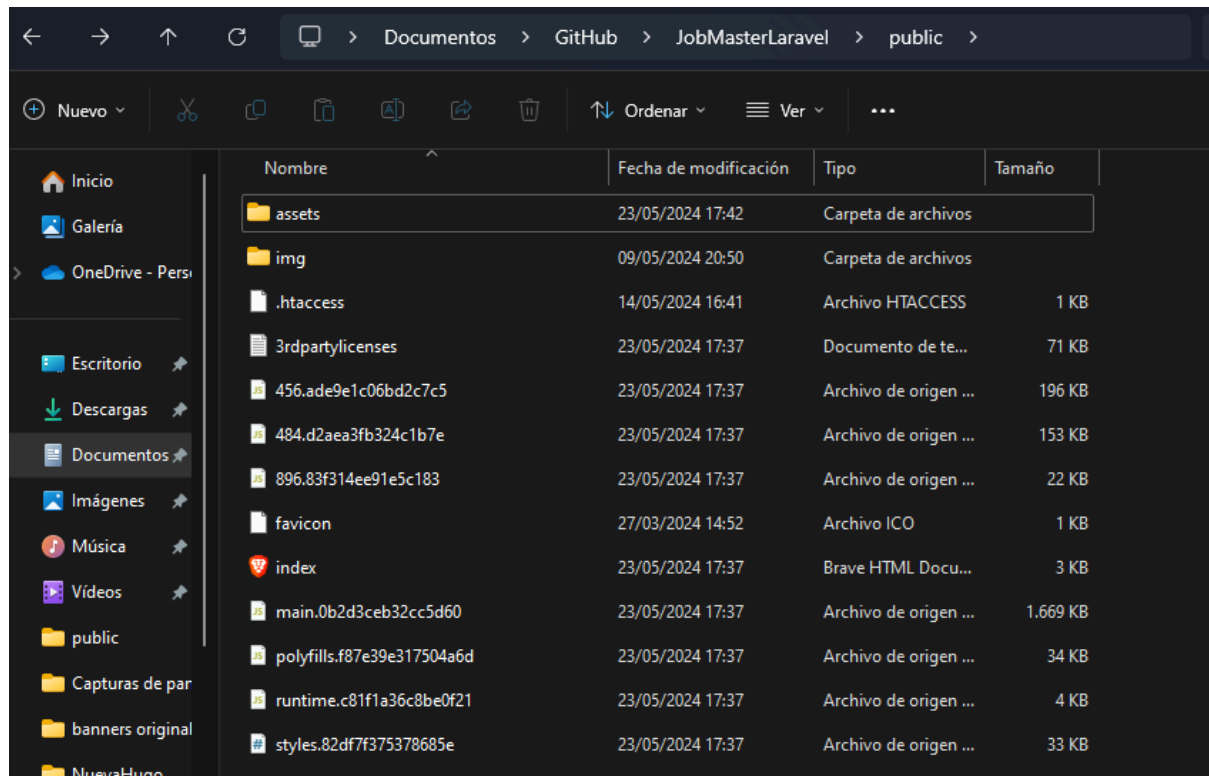 Documentos > GitHub > JobMasterLaravel > public >
Nuevo
Ordenar
Ver
Inicio
Galería
OneDrive - Pers
Escritorio
Descargas
Documentos
Imágenes
Música
Vídeos
public
Capturas de par
banners original
NuevaHugo
Nombre Fecha de modificación Tipo Tamaño
assets 23/05/2024 17:42 Carpeta de archivos
img 09/05/2024 20:50 Carpeta de archivos
.htaccess 14/05/2024 16:41 Archivo HTACCESS 1 KB
3rdpartylicenses 23/05/2024 17:37 Documento de te... 71 KB
456.ade9e1c06bd2c7c5 23/05/2024 17:37 Archivo de origen ... 196 KB
484.d2aea3fb324c1b7e 23/05/2024 17:37 Archivo de origen ... 153 KB
896.83f314ee91e5c183 23/05/2024 17:37 Archivo de origen ... 22 KB
favicon 27/03/2024 14:52 Archivo ICO 1 KB
index 23/05/2024 17:37 Brave HTML Docu... 3 KB
main.0b2d3ceb32cc5d60 23/05/2024 17:37 Archivo de origen ... 1.669 KB
polyfills.f87e39e317504a6d 23/05/2024 17:37 Archivo de origen ... 34 KB
runtime.c81f1a36c8be0f21 23/05/2024 17:37 Archivo de origen ... 4 KB
styles.82df7f375378685e 23/05/2024 17:37 Archivo de origen ... 33 KB